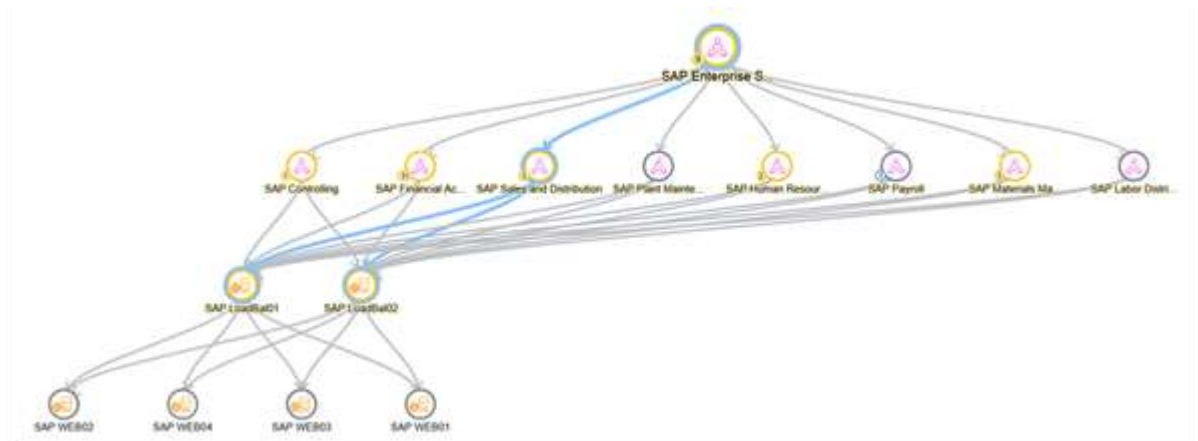 SAP Enterprise S...
SAP Controlling
SAP Financial Ac...
SAP Sales and Distribution
SAP Plant Mainte...
SAP Human Resour
SAP Payroll
SAP Materials Ma...
SAP Labor Distri...
SAP LoadBal01
SAP LoadBal02
SAP WEB02
SAP WEB04
SAP WEB03
SAP WEB01